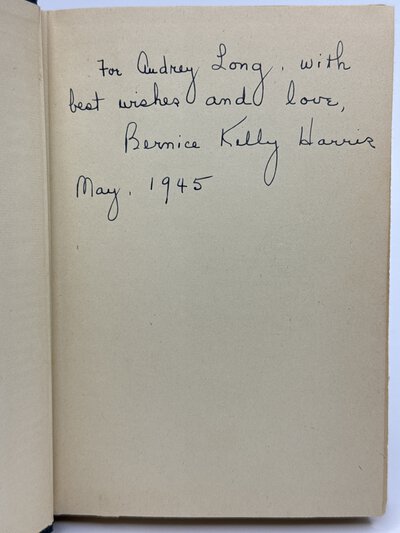 For Audrey Long, with
best wishes and love,
Bernice Kelly Harris
May, 1945